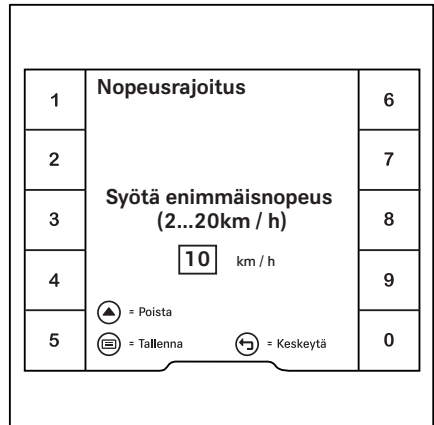 Nopeusrajoitus
1
2
3
4
5
6
7
8
9
0
Syötä enimmäisnopeus
(2...20km / h)
10 km / h
= Poista
= Tallenna
= Keskeytä